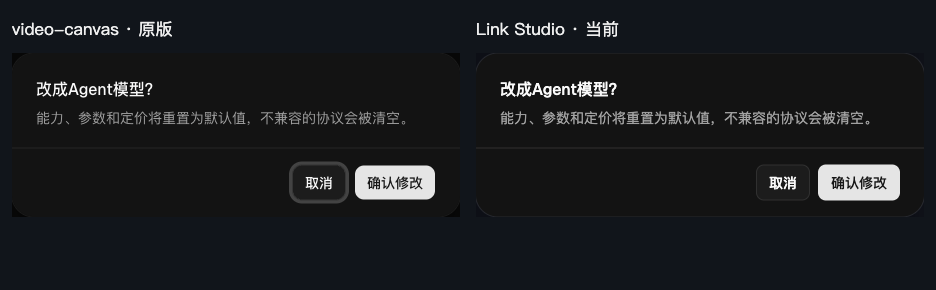 video-canvas · 原版
改成Agent模型?
能力、参数和定价将重置为默认值，不兼容的协议会被清空。
取消
确认修改
Link Studio · 当前
改成Agent模型?
能力、参数和定价将重置为默认值，不兼容的协议会被清空。
取消
确认修改